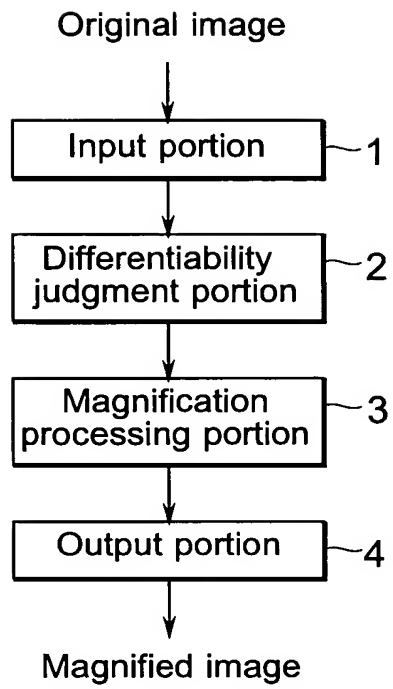 Original image
Input portion
1
Differentiability
judgment portion
2
Magnification
processing portion
3
Output portion
4
Magnified image